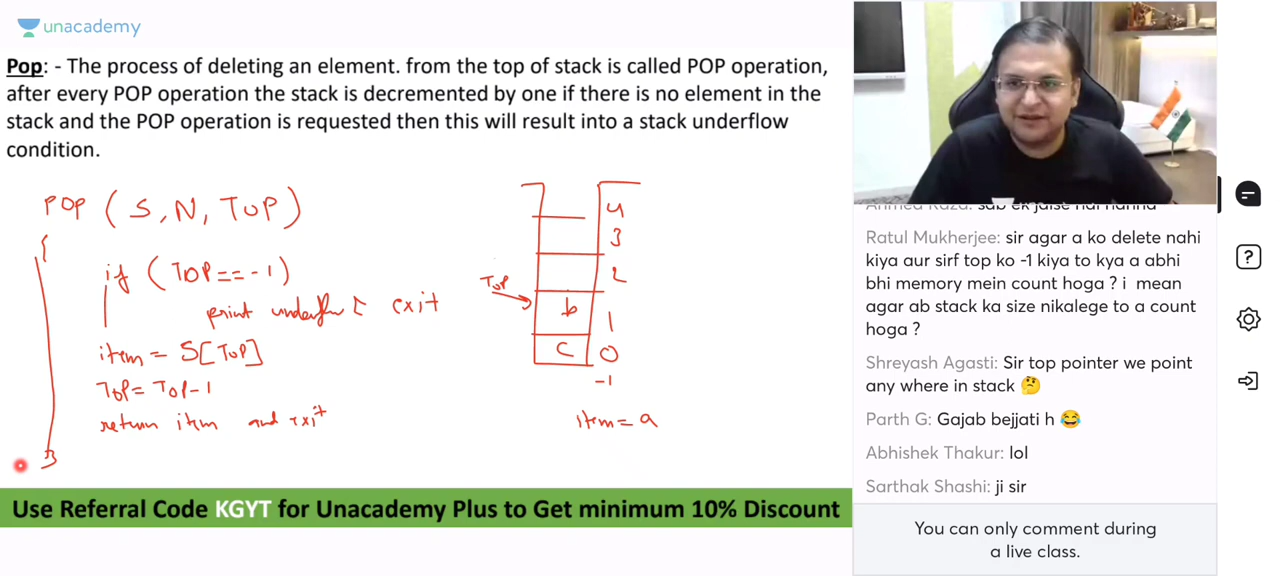 unacademy
Pop: - The process of deleting an element. from the top of stack is called POP operation,
after every POP operation the stack is decremented by one if there is no element in the
stack and the POP operation is requested then this will result into a stack underflow
condition.
POP (S, N, TOP)
{
if (TOP==-1)
print underflow & exit
item = S[TOP]
TOP= TOP-1
return item and exit
}
4
3
2
TOP
b 1
C 0
-1
item= a
Use Referral Code KGYT for Unacademy Plus to Get minimum 10% Discount
Ratul Mukherjee: sir agar a ko delete nahi
kiya aur sirf top ko -1 kiya to kya a abhi
bhi memory mein count hoga ? i mean
agar ab stack ka size nikalege to a count
hoga ?
Shreyash Agasti: Sir top pointer we point
any where in stack 🤔
Parth G: Gajab bejjati h 😂
Abhishek Thakur: lol
Sarthak Shashi: ji sir
You can only comment during
a live class.
?